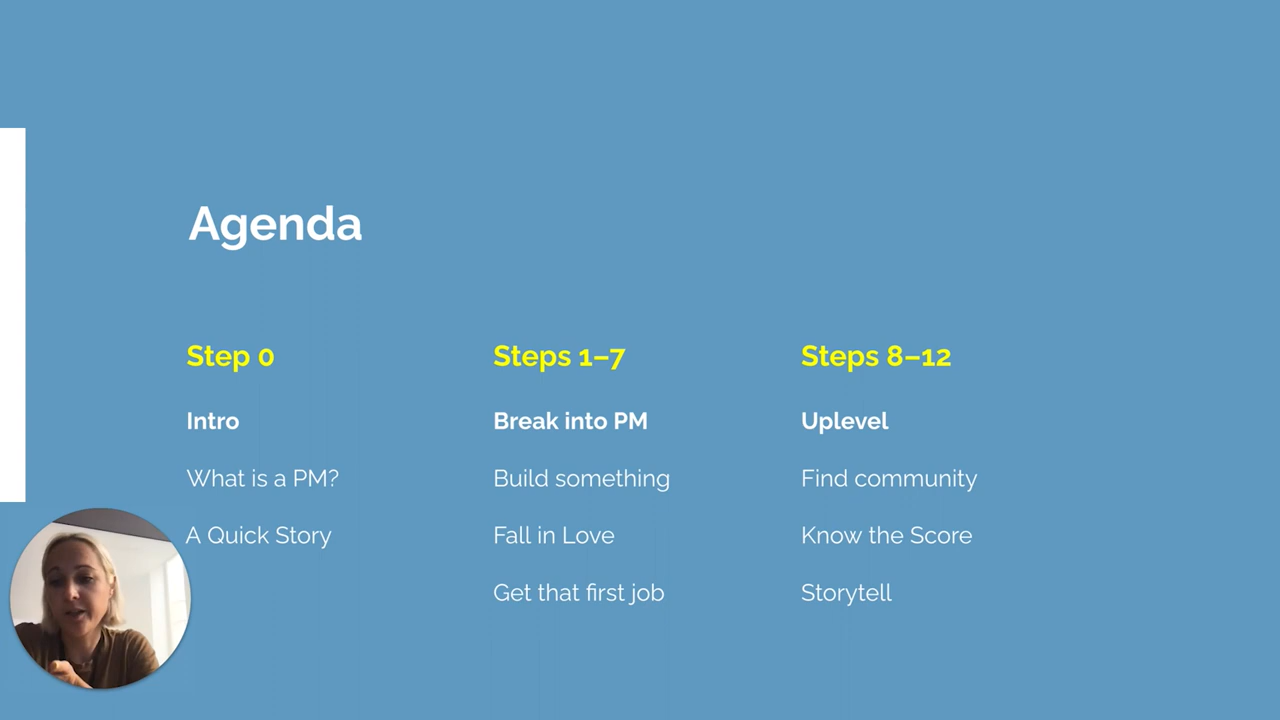 Agenda
Step 0
Intro
What is a PM?
A Quick Story
Steps 1–7
Break into PM
Build something
Fall in Love
Get that first job
Steps 8–12
Uplevel
Find community
Know the Score
Storytell